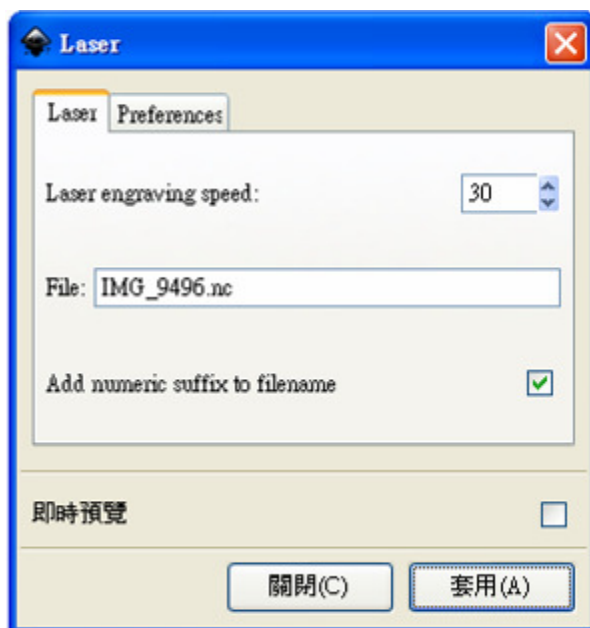 Laser
Laser Preferences
Laser engraving speed: 30
File: IMG_9496.nc
Add numeric suffix to filename
即時預覽
關閉(C) 套用(A)